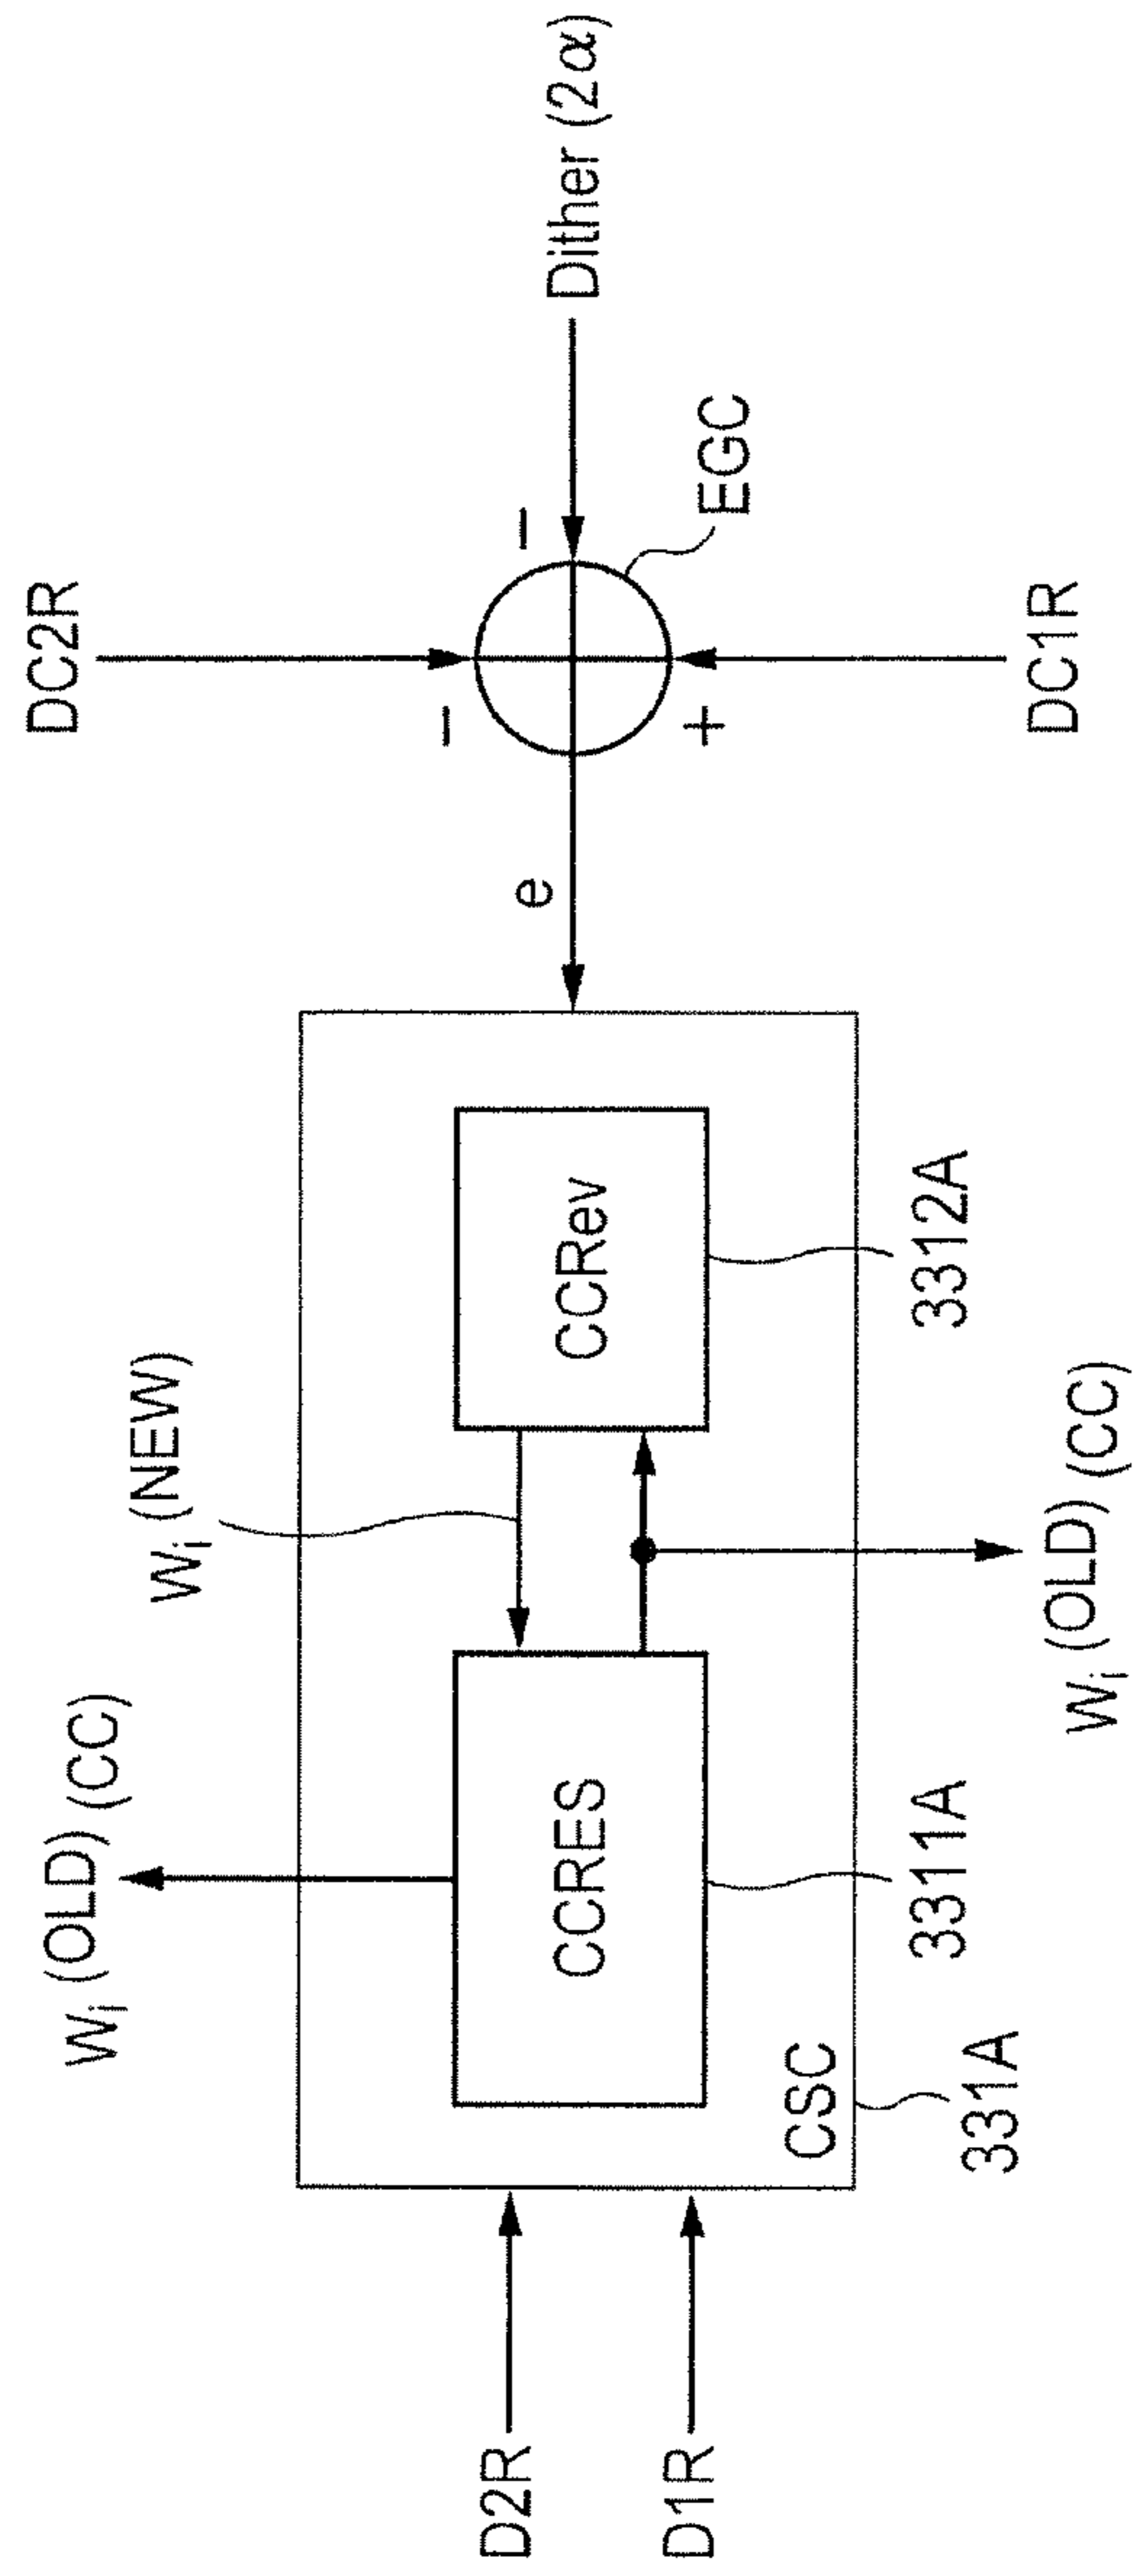 DC2R
Dither (2α)
EGC
DC1R
−
−
+
e
Wi (OLD) (CC)
Wi (NEW)
CCRES
CCRev
D2R
D1R
CSC
331A
3311A
3312A
Wi (OLD) (CC)